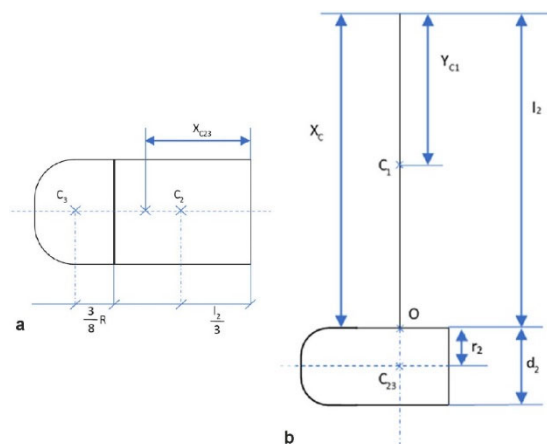 X_C23
C_3
C_2
3/8 R
l_2/3
a
Y_C1
X_C
l_2
C_1
O
r_2
d_2
C_23
b